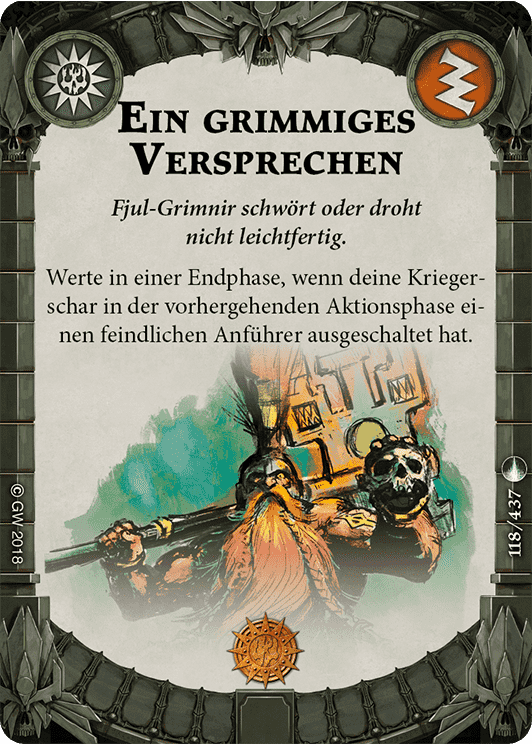 Ein grimmiges
Versprechen
Fjul-Grimnir schwört oder droht
nicht leichtfertig.
Werte in einer Endphase, wenn deine Krieger-
schar in der vorhergehenden Aktionsphase ei-
nen feindlichen Anführer ausgeschaltet hat.
© GW 2018
118/437